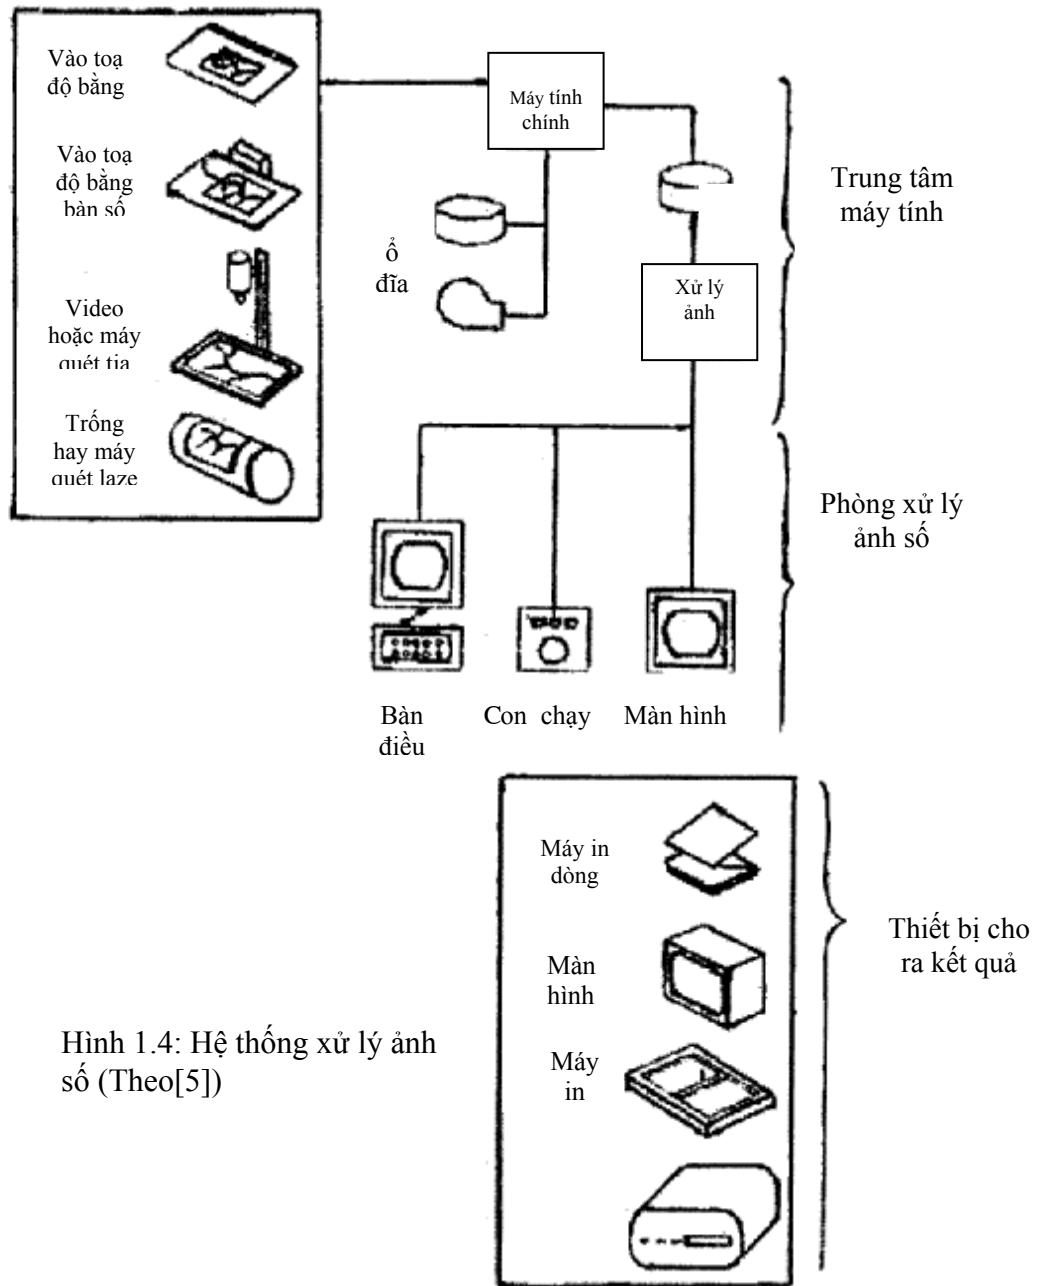 Vào toạ
độ bằng
Vào toạ
độ bằng
bàn số
Video
hoặc máy
quét tia
Trống
hay máy
quét laze
Máy tính
chính
ổ
đĩa
Xử lý
ảnh
Trung tâm
máy tính
Phòng xử lý
ảnh số
Bàn
điều
Con chạy
Màn hình
Máy in
dòng
Màn
hình
Máy
in
Thiết bị cho
ra kết quả
Hình 1.4: Hệ thống xử lý ảnh
số (Theo[5])